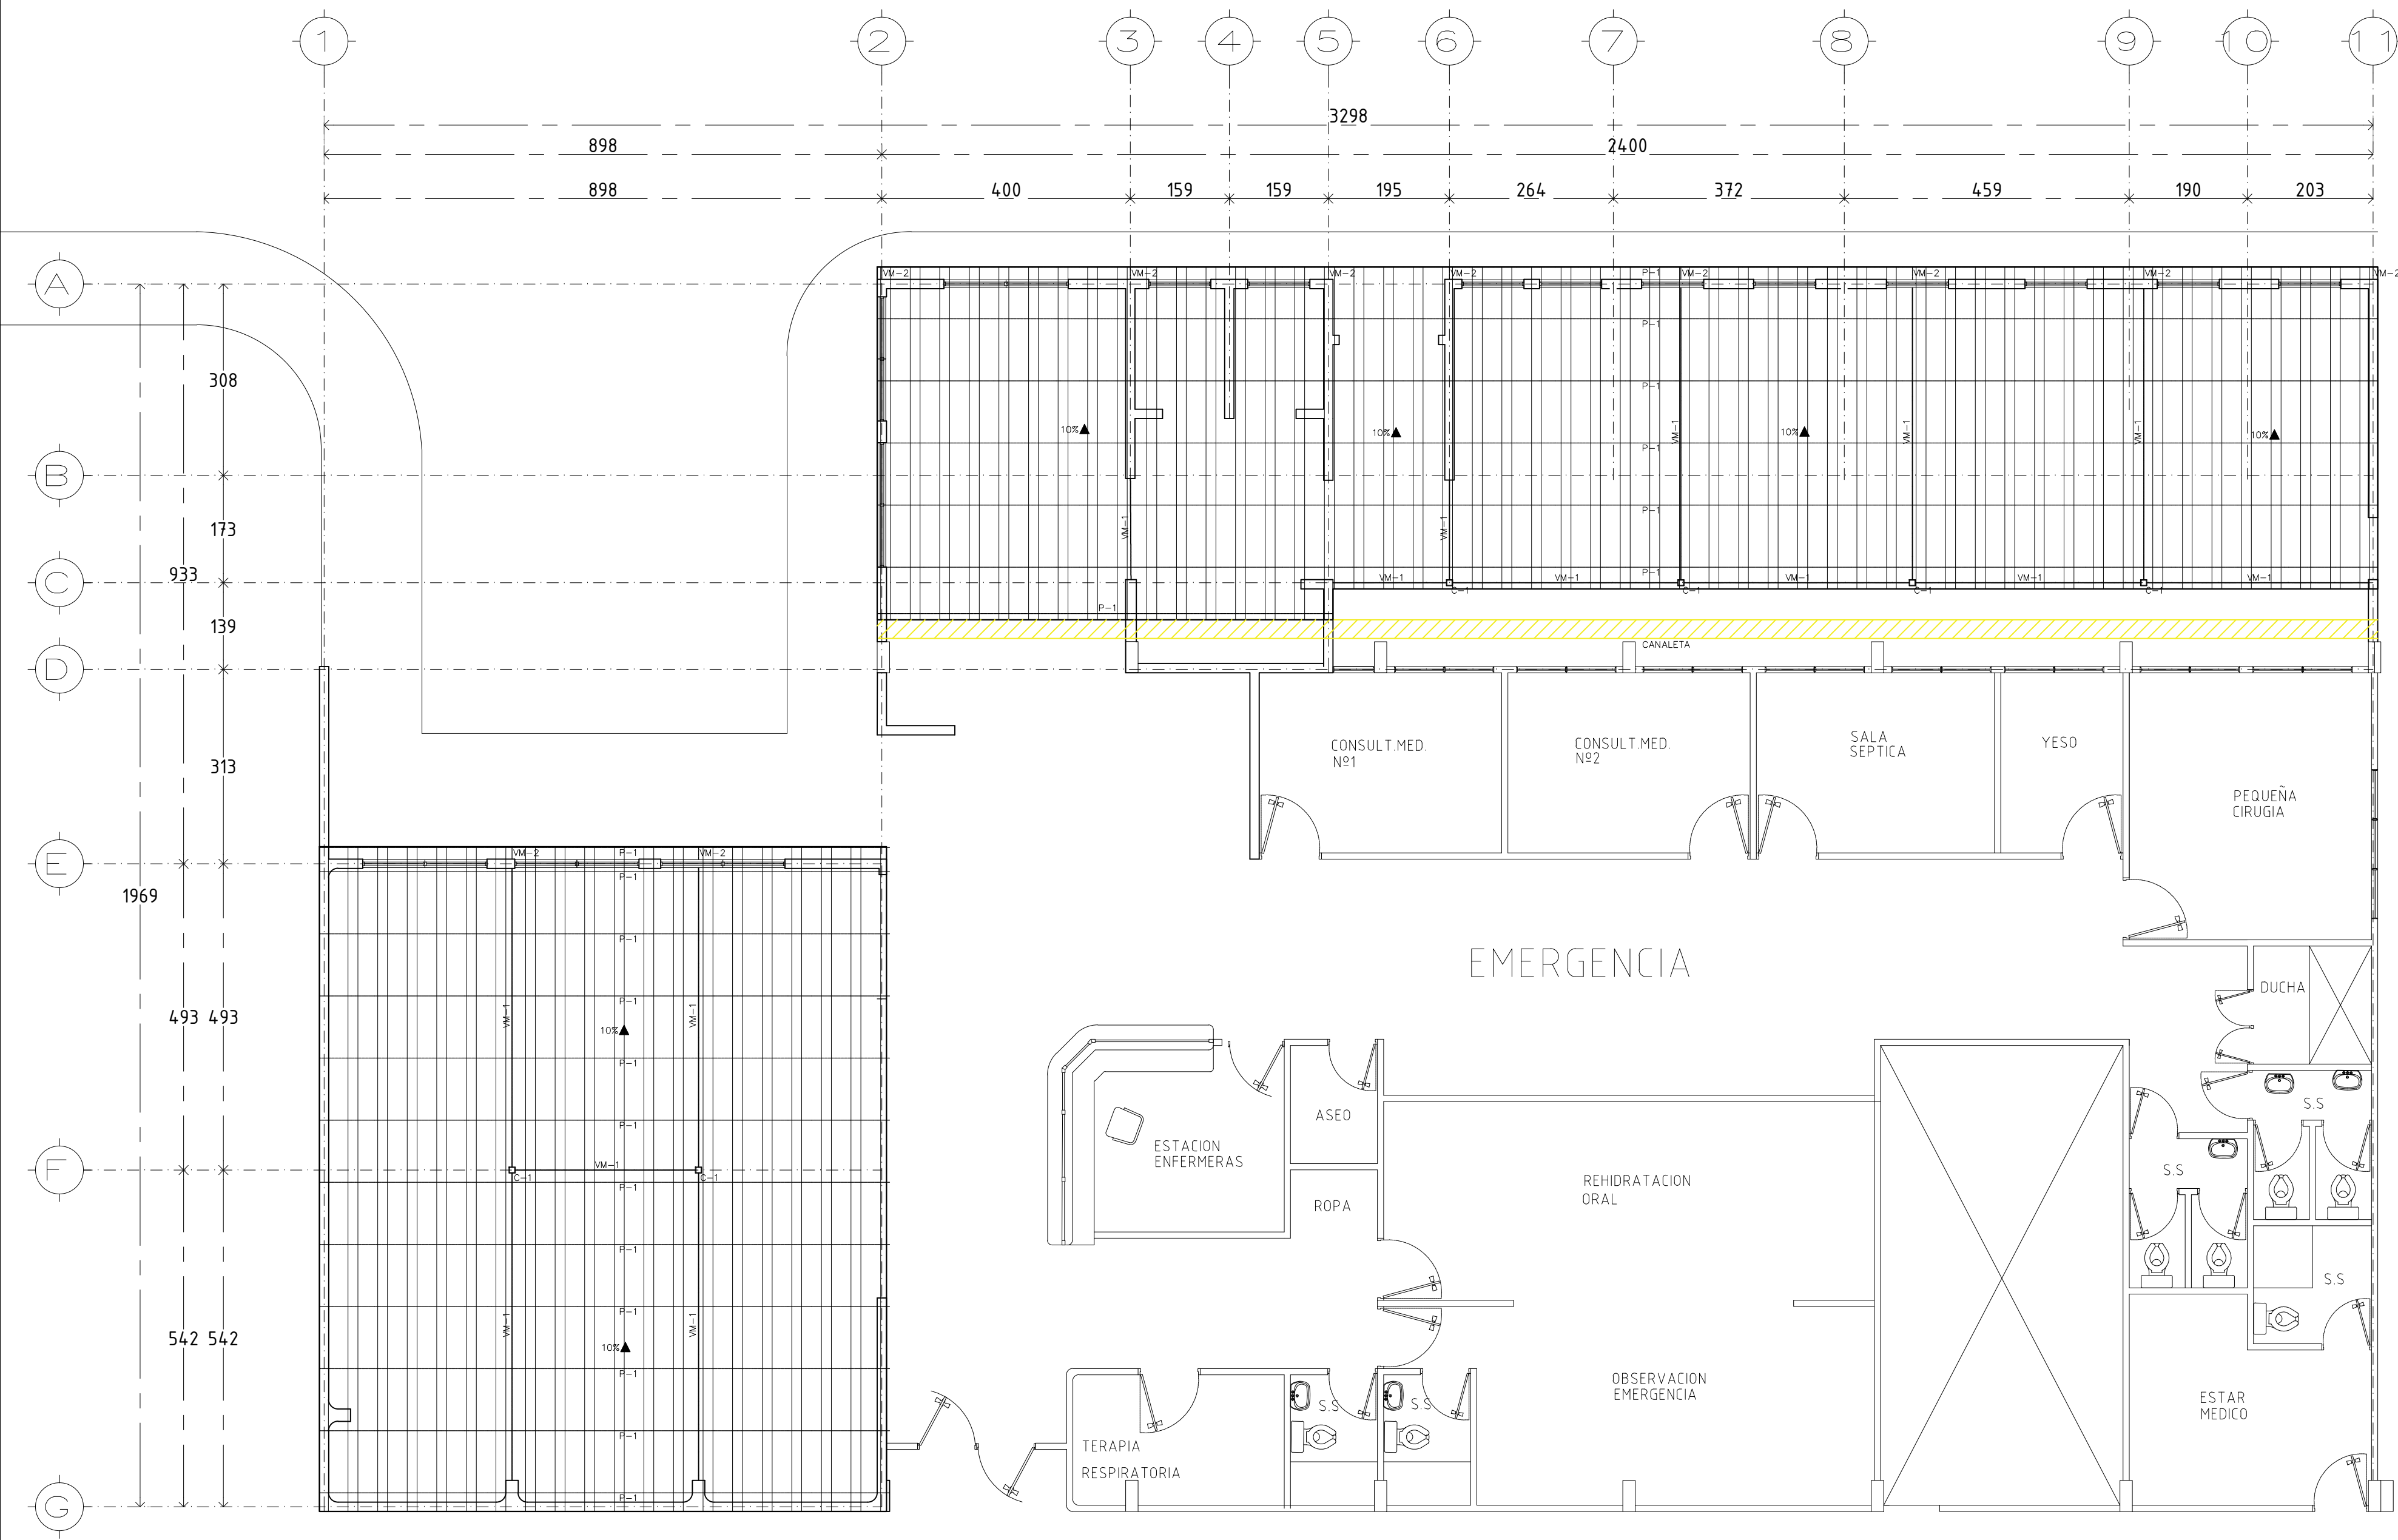 1 2 3 4 5 6 7 8 9 10 11
3298
898 2400
898 400 159 159 195 264 372 459 190 203
A
VM-2 VM-2 VM-2 VM-2 P-1 VM-2 VM-2 VM-2 VM-2
P-1
308
P-1
10% 10% 10% 10%
VM-1 VM-1 VM-1
P-1
B
P-1
173
VM-1 VM-1
933
P-1
C
VM-1 VM-1 VM-1 VM-1 VM-1
C-1 C-1 C-1 C-1
P-1
139
CANALETA
D
313
CONSULT.MED.
Nº1
CONSULT.MED.
Nº2
SALA
SEPTICA
YESO
PEQUEÑA
CIRUGIA
E
VM-2 P-1 VM-2
P-1
1969
P-1
EMERGENCIA
DUCHA
P-1
VM-1 VM-1
493 493
10%
P-1
P-1
ASEO
S.S
ESTACION
ENFERMERAS
F
VM-1
C-1 C-1
S.S
REHIDRATACION
ORAL
P-1
ROPA
P-1
S.S
P-1
VM-1 VM-1
542 542
10%
P-1
OBSERVACION
EMERGENCIA
ESTAR
MEDICO
S.S S.S
P-1
TERAPIA
RESPIRATORIA
P-1
G